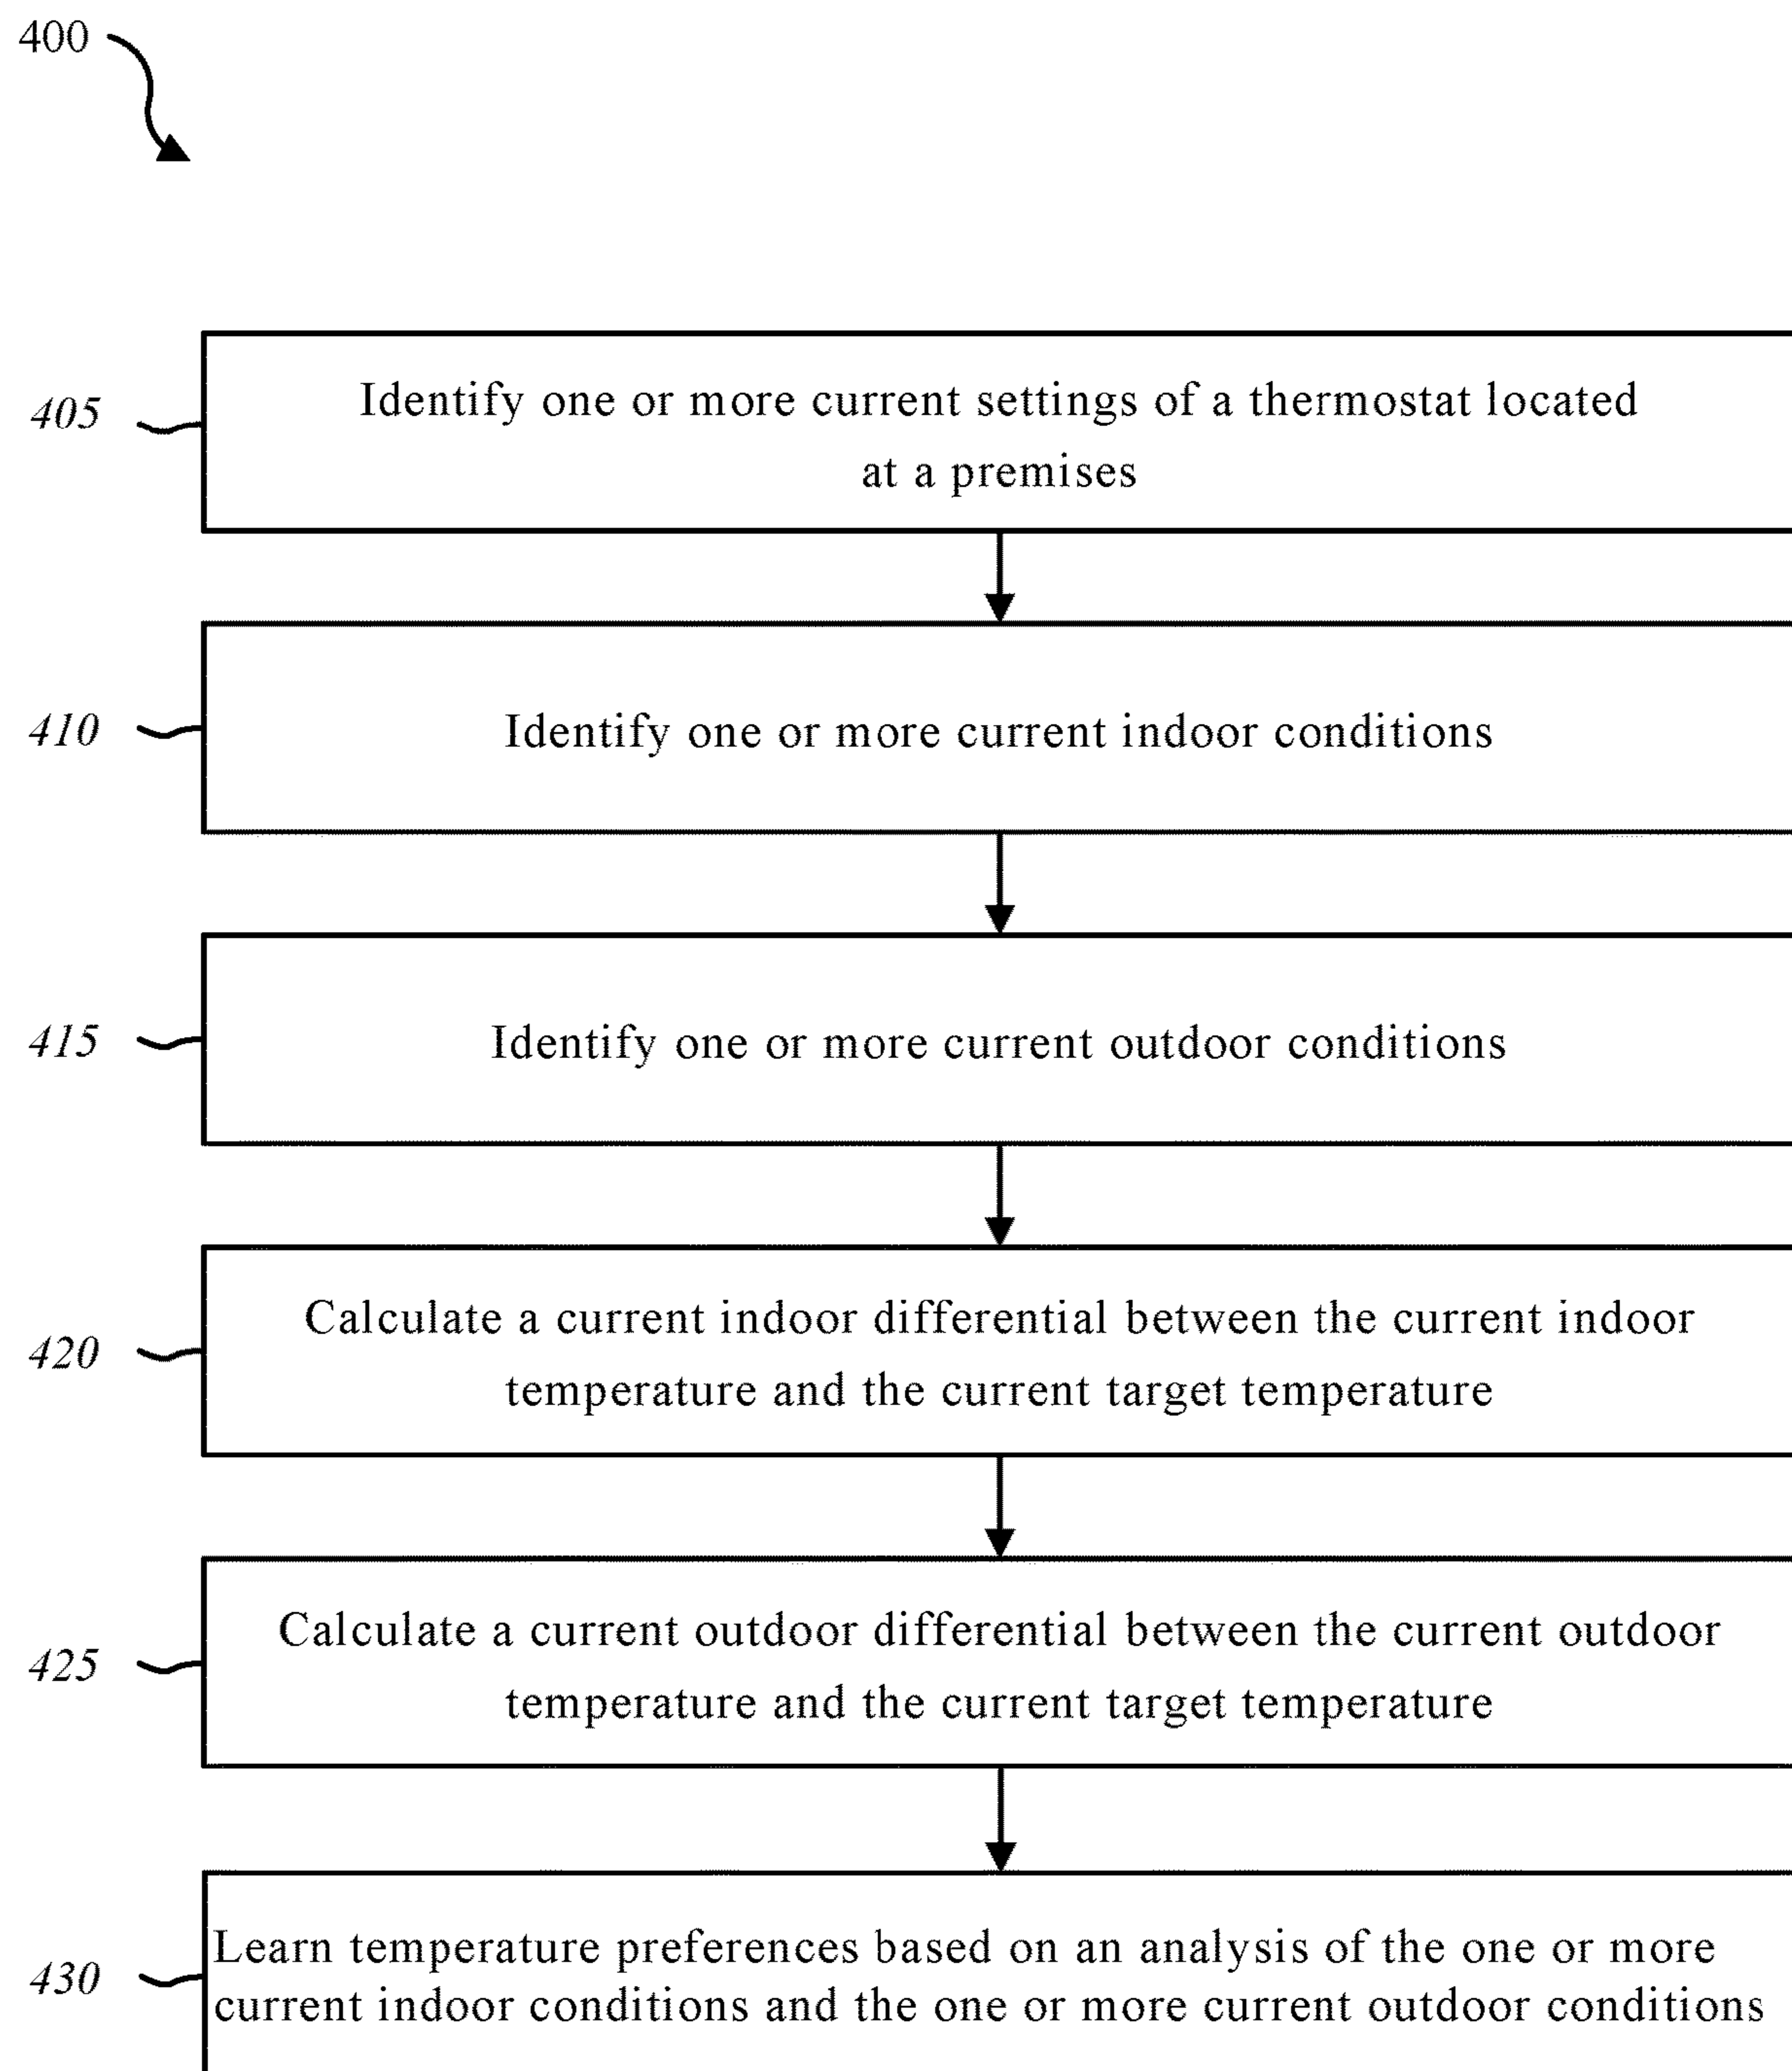 400
405
Identify one or more current settings of a thermostat located
at a premises
410
Identify one or more current indoor conditions
415
Identify one or more current outdoor conditions
420
Calculate a current indoor differential between the current indoor
temperature and the current target temperature
425
Calculate a current outdoor differential between the current outdoor
temperature and the current target temperature
430
Learn temperature preferences based on an analysis of the one or more
current indoor conditions and the one or more current outdoor conditions